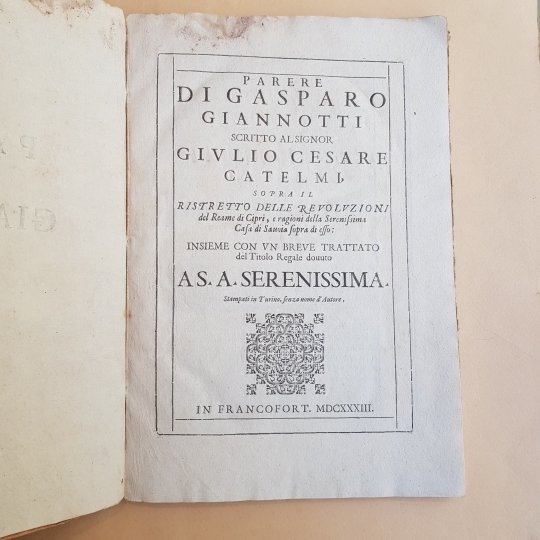 PARERE
DI GASPARO
GIANNOTTI
SCRITTO AL SIGNOR
GIVLIO CESARE
CATELMI,
SOPRA IL
RISTRETTO DELLE REVOLVZIONI
del Reame di Cipri, e ragioni della Serenissima
Casa di Sauoia sopra di esso:
INSIEME CON VN BREVE TRATTATO
del Titolo Regale douuto
A S. A. SERENISSIMA.
Stampati in Turino, senza nome d'Autore.
IN FRANCOFORT. MDCXXXIII.